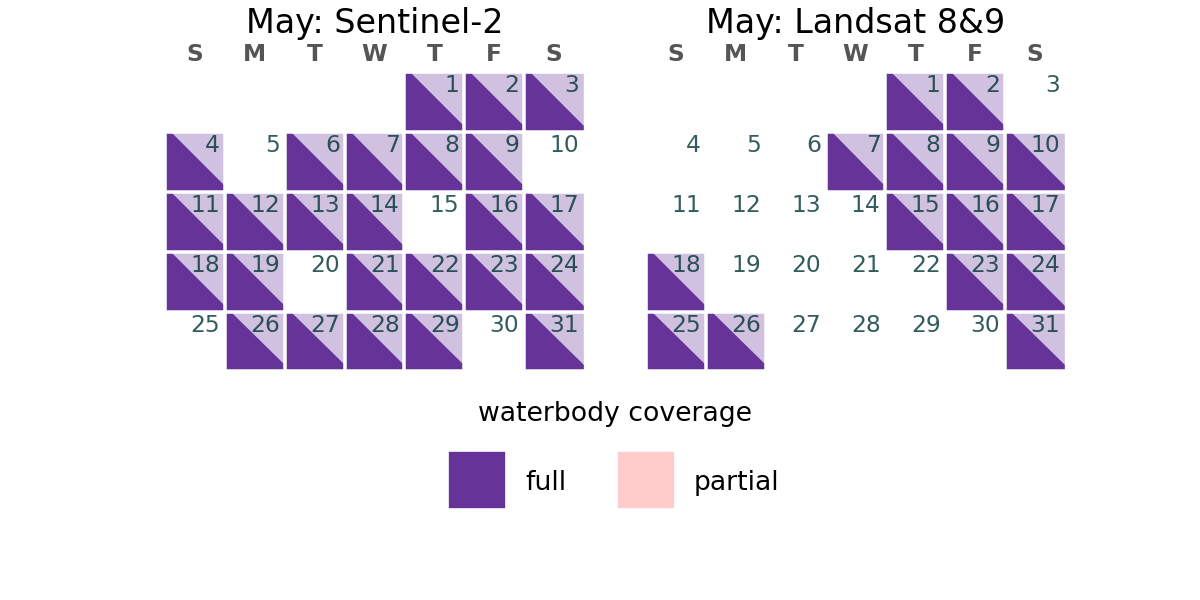 May: Sentinel-2
S M T W T F S
1 2 3
4 5 6 7 8 9 10
11 12 13 14 15 16 17
18 19 20 21 22 23 24
25 26 27 28 29 30 31
May: Landsat 8&9
S M T W T F S
1 2 3
4 5 6 7 8 9 10
11 12 13 14 15 16 17
18 19 20 21 22 23 24
25 26 27 28 29 30 31
waterbody coverage
full partial